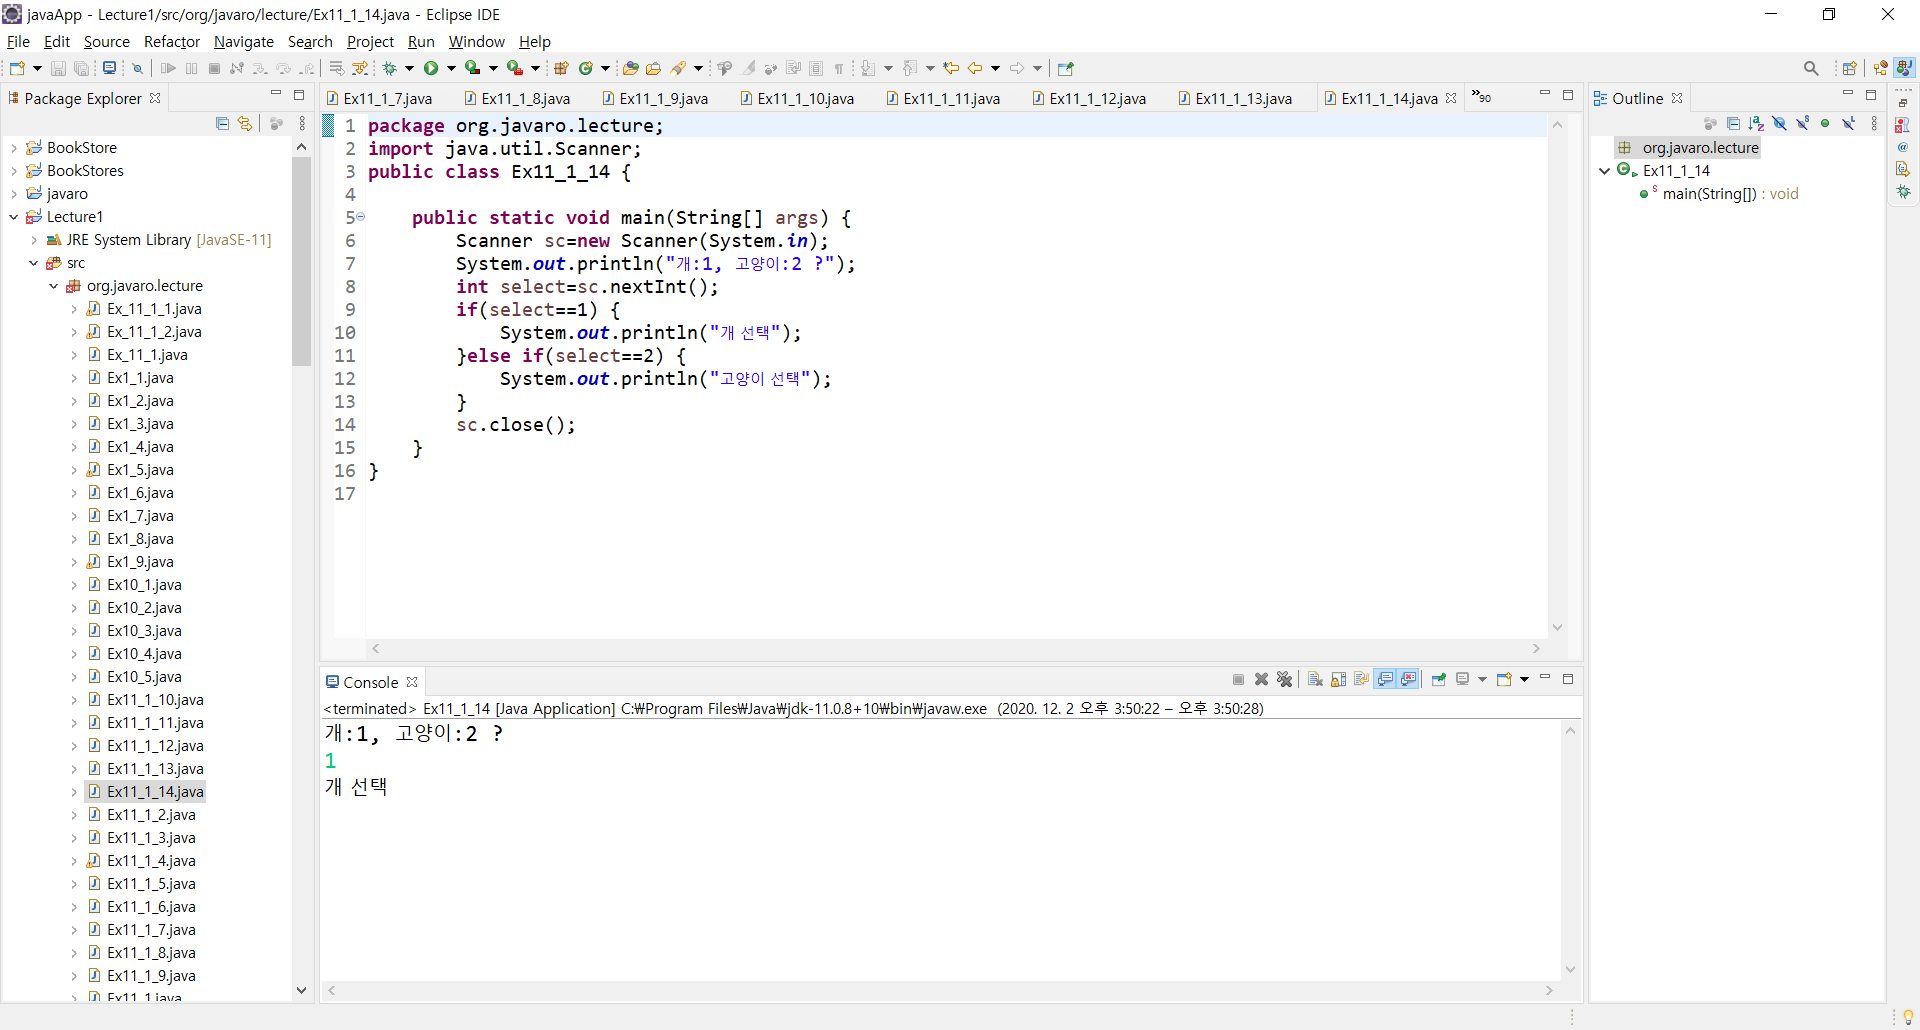 javaApp - Lecture1/src/org/javaro/lecture/Ex11_1_14.java - Eclipse IDE
File Edit Source Refactor Navigate Search Project Run Window Help
Package Explorer
BookStore
BookStores
javaro
Lecture1
JRE System Library [JavaSE-11]
src
org.javaro.lecture
Ex_11_1_1.java
Ex_11_1_2.java
Ex_11_1.java
Ex1_1.java
Ex1_2.java
Ex1_3.java
Ex1_4.java
Ex1_5.java
Ex1_6.java
Ex1_7.java
Ex1_8.java
Ex1_9.java
Ex10_1.java
Ex10_2.java
Ex10_3.java
Ex10_4.java
Ex10_5.java
Ex11_1_10.java
Ex11_1_11.java
Ex11_1_12.java
Ex11_1_13.java
Ex11_1_14.java
Ex11_1_2.java
Ex11_1_3.java
Ex11_1_4.java
Ex11_1_5.java
Ex11_1_6.java
Ex11_1_7.java
Ex11_1_8.java
Ex11_1_9.java
Ex11_1.java
Ex11_1_7.java Ex11_1_8.java Ex11_1_9.java Ex11_1_10.java Ex11_1_11.java Ex11_1_12.java Ex11_1_13.java Ex11_1_14.java »90
1 package org.javaro.lecture;
2 import java.util.Scanner;
3 public class Ex11_1_14 {
4
5     public static void main(String[] args) {
6         Scanner sc=new Scanner(System.in);
7         System.out.println("개:1, 고양이:2 ?");
8         int select=sc.nextInt();
9         if(select==1) {
10             System.out.println("개 선택");
11         }else if(select==2) {
12             System.out.println("고양이 선택");
13         }
14         sc.close();
15     }
16 }
17
Console
<terminated> Ex11_1_14 [Java Application] C:₩Program Files₩Java₩jdk-11.0.8+10₩bin₩javaw.exe (2020. 12. 2 오후 3:50:22 – 오후 3:50:28)
개:1, 고양이:2 ?
1
개 선택
Outline
org.javaro.lecture
Ex11_1_14
main(String[]) : void